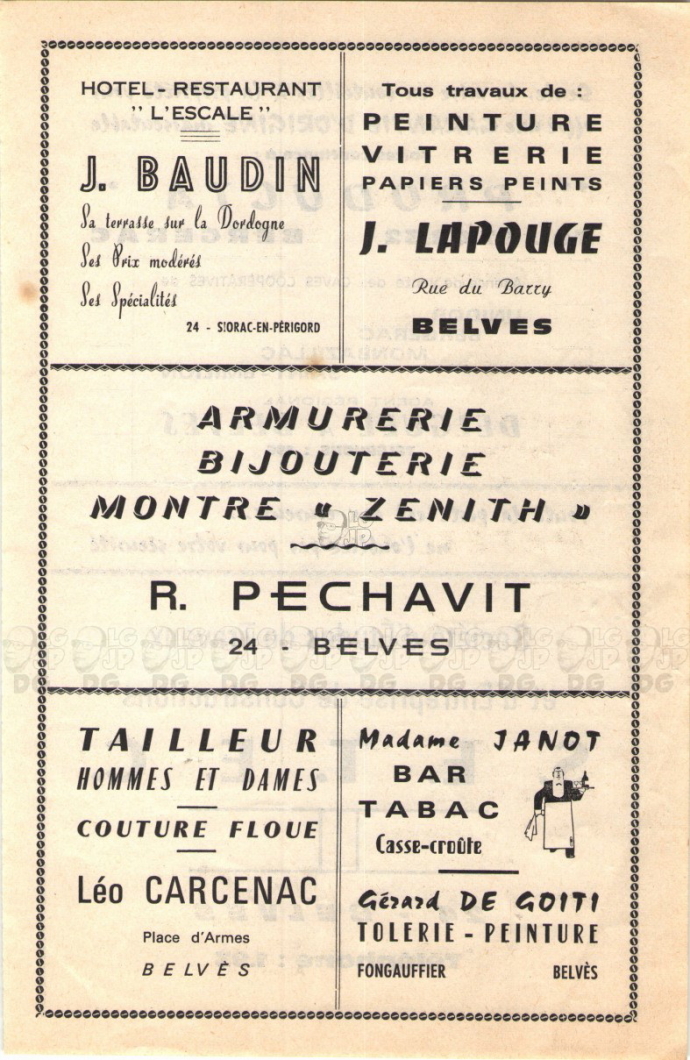 HOTEL - RESTAURANT
" L'ESCALE "
J. BAUDIN
Sa terrasse sur la Dordogne
Ses Prix modérés
Ses Spécialités
24 - SIORAC-EN-PÉRIGORD
Tous travaux de :
PEINTURE
VITRERIE
PAPIERS PEINTS
J. LAPOUGE
Rue du Barry
BELVES
ARMURERIE
BIJOUTERIE
MONTRE « ZENITH »
R. PECHAVIT
24 - BELVES
TAILLEUR
HOMMES ET DAMES
COUTURE FLOUE
Léo CARCENAC
Place d'Armes
BELVÈS
Madame JANOT
BAR
TABAC
Casse-croûte
Gérard DE GOITI
TOLERIE - PEINTURE
FONGAUFFIER BELVÈS